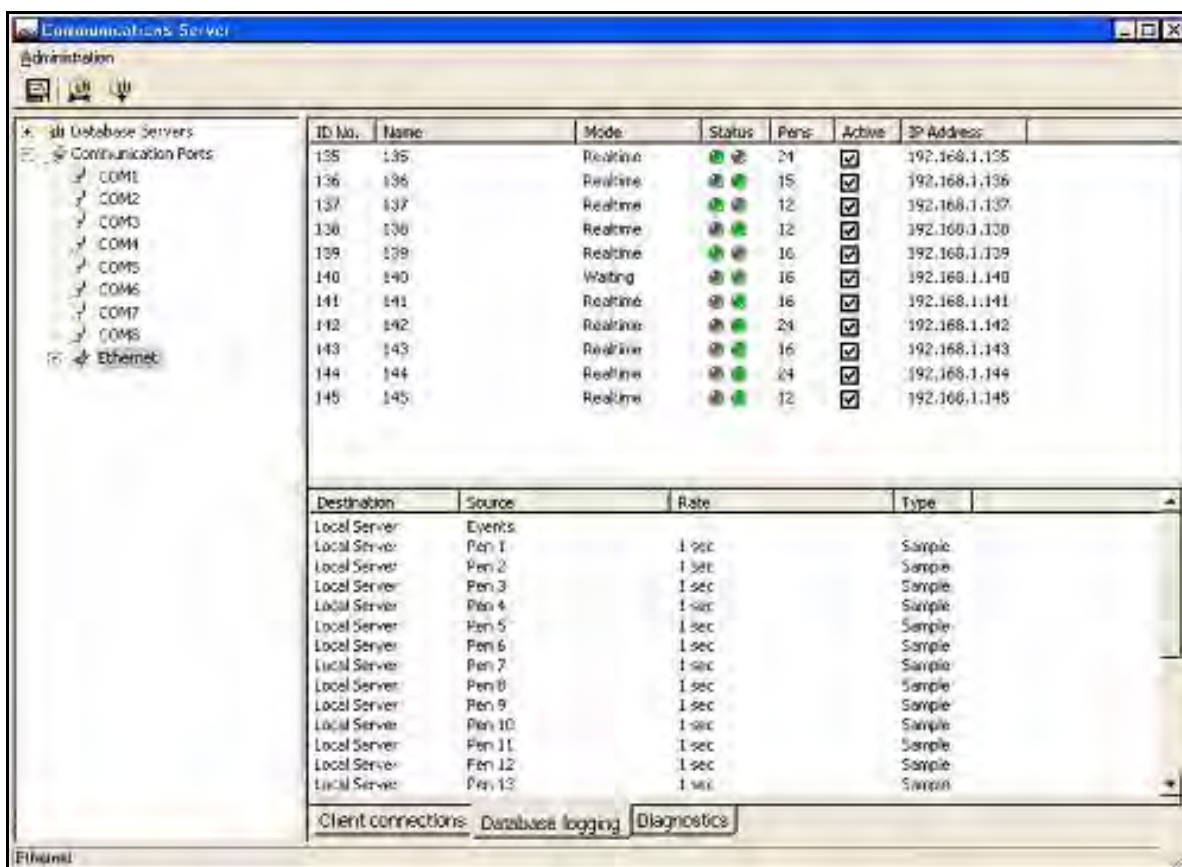 Communications Server
Administration
Database Servers
Communication Ports
COM1
COM2
COM3
COM4
COM5
COM6
COM7
COM8
Ethernet
ID No. Name Mode Status Pens Active IP Address
135 135 Realtime 24 192.168.1.135
136 136 Realtime 15 192.168.1.136
137 137 Realtime 12 192.168.1.137
138 138 Realtime 12 192.168.1.138
139 139 Realtime 16 192.168.1.139
140 140 Waiting 16 192.168.1.140
141 141 Realtime 16 192.168.1.141
142 142 Realtime 24 192.168.1.142
143 143 Realtime 16 192.168.1.143
144 144 Realtime 24 192.168.1.144
145 145 Realtime 12 192.168.1.145
Destination Source Rate Type
Local Server Events
Local Server Pen 1 1 sec Sample
Local Server Pen 2 1 sec Sample
Local Server Pen 3 1 sec Sample
Local Server Pen 4 1 sec Sample
Local Server Pen 5 1 sec Sample
Local Server Pen 6 1 sec Sample
Local Server Pen 7 1 sec Sample
Local Server Pen 8 1 sec Sample
Local Server Pen 9 1 sec Sample
Local Server Pen 10 1 sec Sample
Local Server Pen 11 1 sec Sample
Local Server Pen 12 1 sec Sample
Local Server Pen 13 1 sec Sample
Client connections Database logging Diagnostics
Ethernet